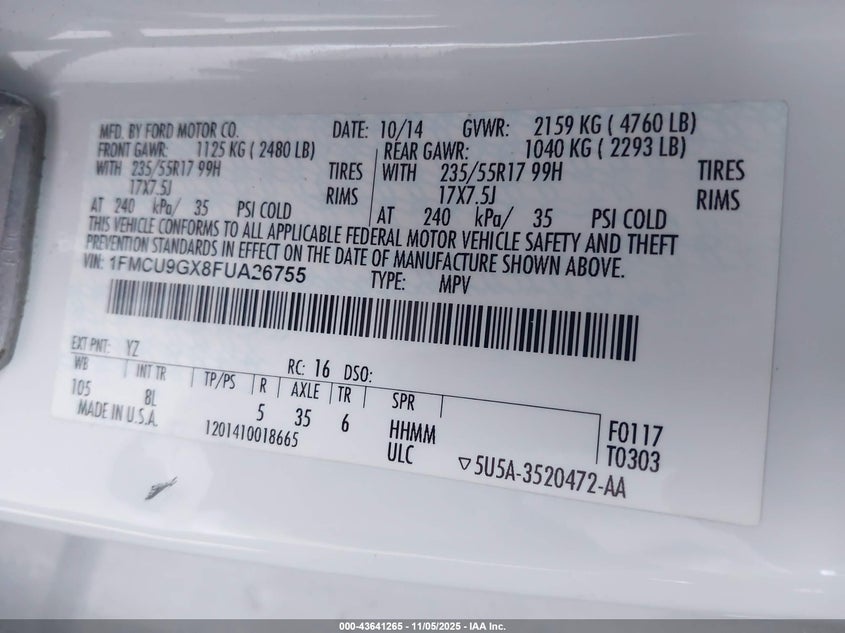 MFD. BY FORD MOTOR CO. DATE: 10/14 GVWR: 2159 KG ( 4760 LB)
FRONT GAWR: 1125 KG ( 2480 LB) REAR GAWR: 1040 KG ( 2293 LB)
WITH 235/55R17 99H TIRES WITH 235/55R17 99H TIRES
17X7.5J RIMS 17X7.5J RIMS
AT 240 kPa/ 35 PSI COLD AT 240 kPa/ 35 PSI COLD
THIS VEHICLE CONFORMS TO ALL APPLICABLE FEDERAL MOTOR VEHICLE SAFETY AND THEFT
PREVENTION STANDARDS IN EFFECT ON THE DATE OF MANUFACTURE SHOWN ABOVE.
VIN: 1FMCU9GX8FUA26755 TYPE: MPV
EXT PNT: YZ RC: 16 DSO:
WB INT TR TP/PS R AXLE TR SPR
105 8L 5 35 6 HHMM F0117
MADE IN U.S.A. 1201410018665 ULC T0303
▽5U5A-3520472-AA
000-43641265 - 11/05/2025 - IAA Inc.